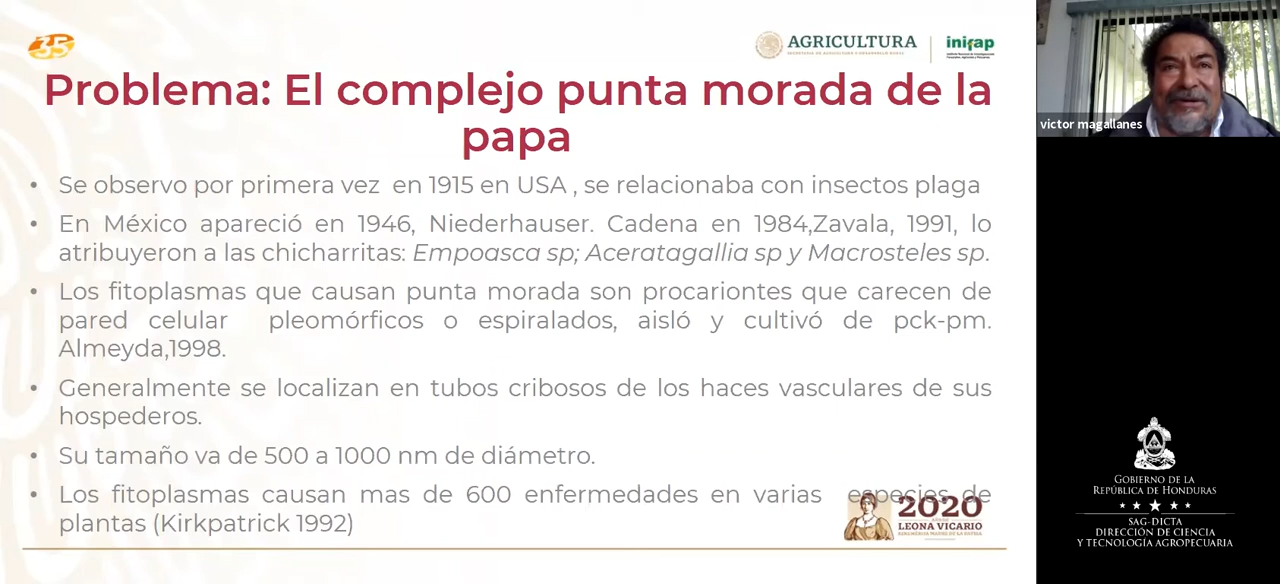 35
AGRICULTURA
SECRETARÍA DE AGRICULTURA Y DESARROLLO RURAL
inifap
Problema: El complejo punta morada de la
papa
• Se observo por primera vez en 1915 en USA , se relacionaba con insectos plaga
• En México apareció en 1946, Niederhauser. Cadena en 1984,Zavala, 1991, lo
atribuyeron a las chicharritas: Empoasca sp; Aceratagallia sp y Macrosteles sp.
• Los fitoplasmas que causan punta morada son procariontes que carecen de
pared celular pleomórficos o espiralados, aisló y cultivó de pck-pm.
Almeyda,1998.
• Generalmente se localizan en tubos cribosos de los haces vasculares de sus
hospederos.
• Su tamaño va de 500 a 1000 nm de diámetro.
• Los fitoplasmas causan mas de 600 enfermedades en varias especies de
plantas (Kirkpatrick 1992)
2020
LEONA VICARIO
BENEMÉRITA MADRE DE LA PATRIA
victor magallanes
GOBIERNO DE LA
REPÚBLICA DE HONDURAS
SAG-DICTA
DIRECCIÓN DE CIENCIA
Y TECNOLOGÍA AGROPECUARIA